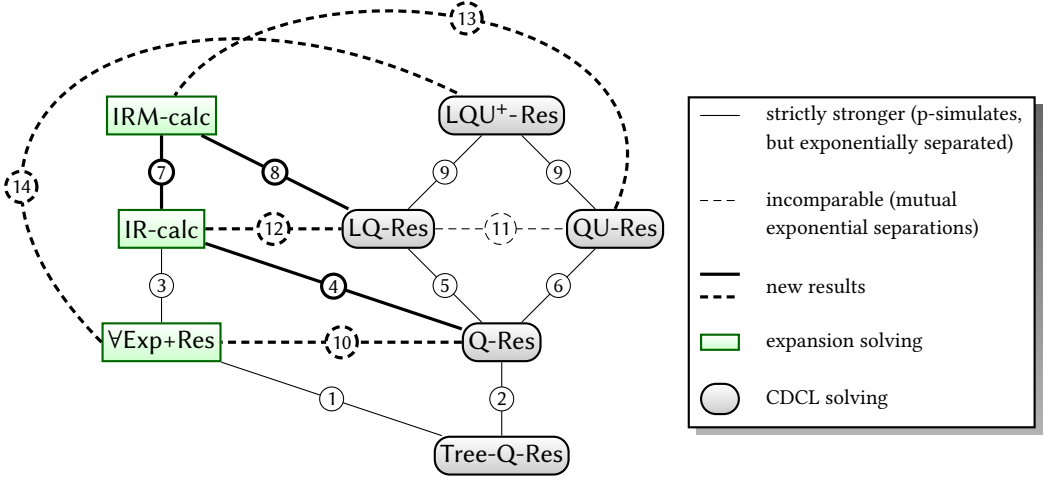 13
IRM-calc
LQU⁺-Res
strictly stronger (p-simulates,
but exponentially separated)
7
8
9
9
14
incomparable (mutual
exponential separations)
IR-calc
12
LQ-Res
11
QU-Res
3
4
5
6
new results
∀Exp+Res
10
Q-Res
expansion solving
1
2
CDCL solving
Tree-Q-Res